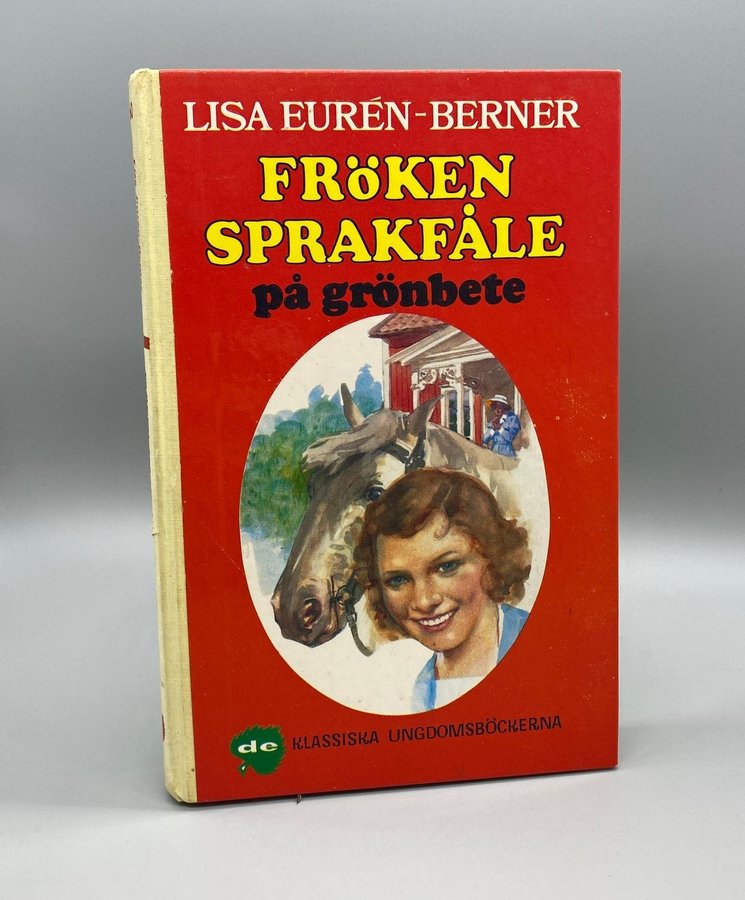 LISA EURÉN-BERNER
FRöKEN
SPRAKFÅLE
på grönbete
de KLASSISKA UNGDOMSBÖCKERNA